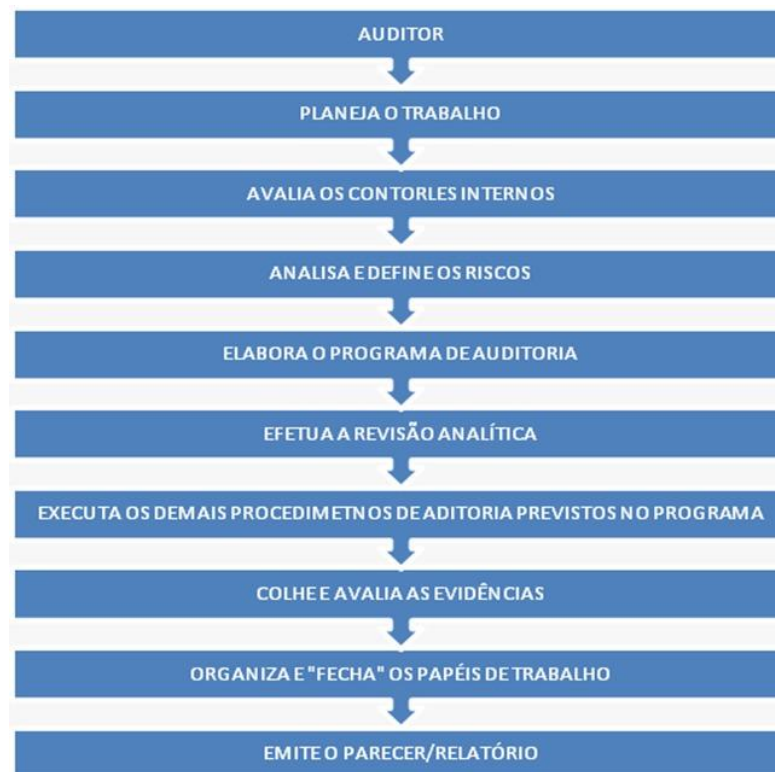 AUDITOR
PLANEJA O TRABALHO
AVALIA OS CONTORLES INTERNOS
ANALISA E DEFINE OS RISCOS
ELABORA O PROGRAMA DE AUDITORIA
EFETUA A REVISÃO ANALÍTICA
EXECUTA OS DEMAIS PROCEDIMETNOS DE ADITORIA PREVISTOS NO PROGRAMA
COLHE E AVALIA AS EVIDÊNCIAS
ORGANIZA E "FECHA" OS PAPÉIS DE TRABALHO
EMITE O PARECER/RELATÓRIO